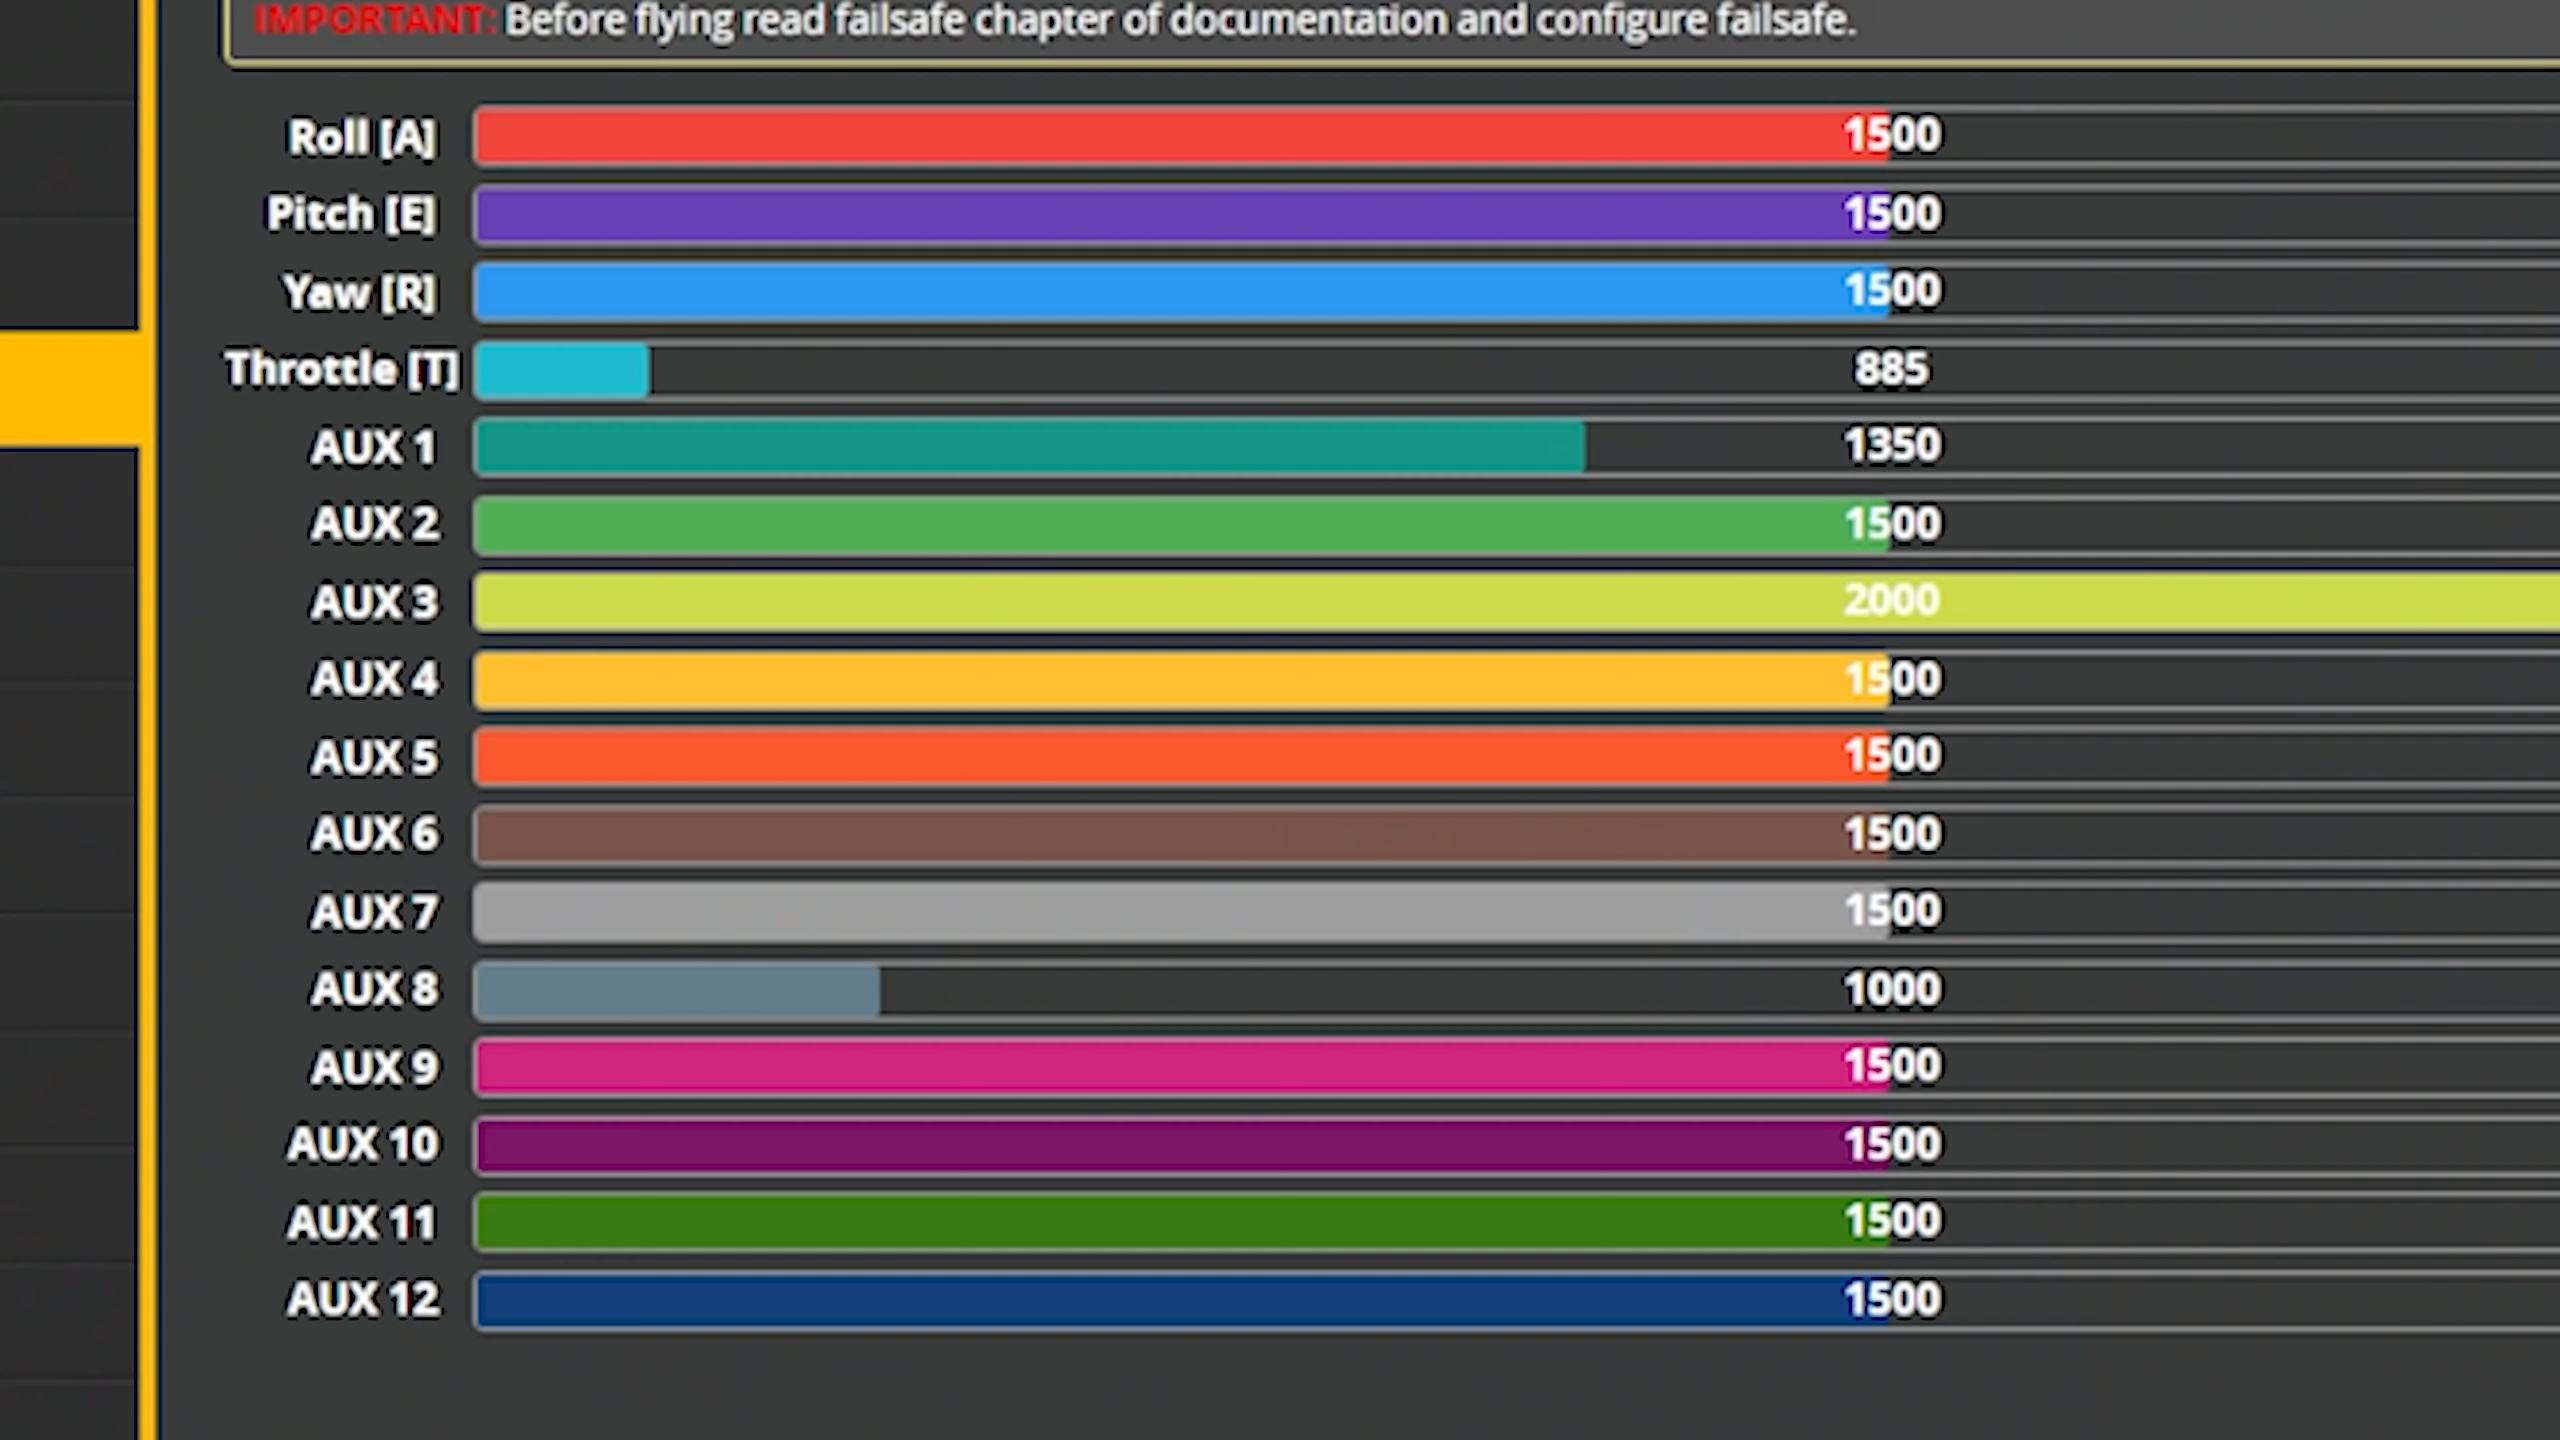 IMPORTANT: Before flying read failsafe chapter of documentation and configure failsafe.
Roll [A] 1500
Pitch [E] 1500
Yaw [R] 1500
Throttle [T] 885
AUX 1 1350
AUX 2 1500
AUX 3 2000
AUX 4 1500
AUX 5 1500
AUX 6 1500
AUX 7 1500
AUX 8 1000
AUX 9 1500
AUX 10 1500
AUX 11 1500
AUX 12 1500